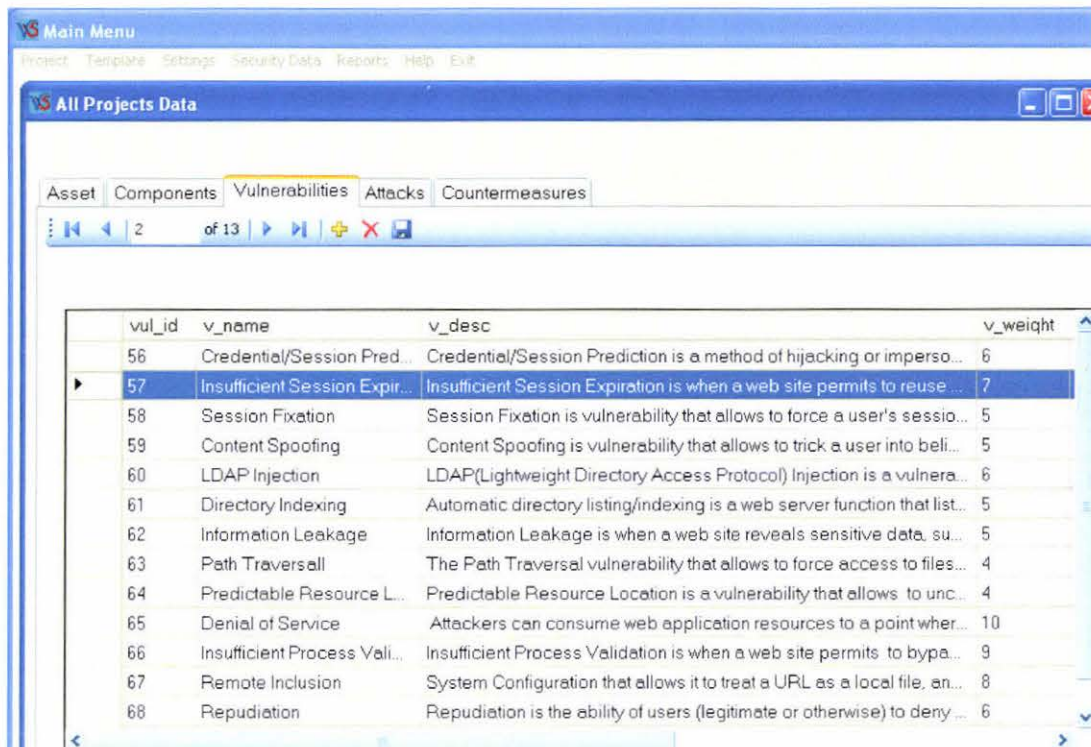 Main Menu
Project Template Settings Security Data Reports Help Exit
All Projects Data
Asset Components Vulnerabilities Attacks Countermeasures
2 of 13
vul_id v_name v_desc v_weight
56 Credential/Session Pred... Credential/Session Prediction is a method of hijacking or imperso... 6
57 Insufficient Session Expir... Insufficient Session Expiration is when a web site permits to reuse ... 7
58 Session Fixation Session Fixation is vulnerability that allows to force a user's sessio... 5
59 Content Spoofing Content Spoofing is vulnerability that allows to trick a user into beli... 5
60 LDAP Injection LDAP(Lightweight Directory Access Protocol) Injection is a vulnera... 6
61 Directory Indexing Automatic directory listing/indexing is a web server function that list... 5
62 Information Leakage Information Leakage is when a web site reveals sensitive data, su... 5
63 Path Traversall The Path Traversal vulnerability that allows to force access to files... 4
64 Predictable Resource L... Predictable Resource Location is a vulnerability that allows to unc... 4
65 Denial of Service Attackers can consume web application resources to a point wher... 10
66 Insufficient Process Vali... Insufficient Process Validation is when a web site permits to bypa... 9
67 Remote Inclusion System Configuration that allows it to treat a URL as a local file, an... 8
68 Repudiation Repudiation is the ability of users (legitimate or otherwise) to deny ... 6